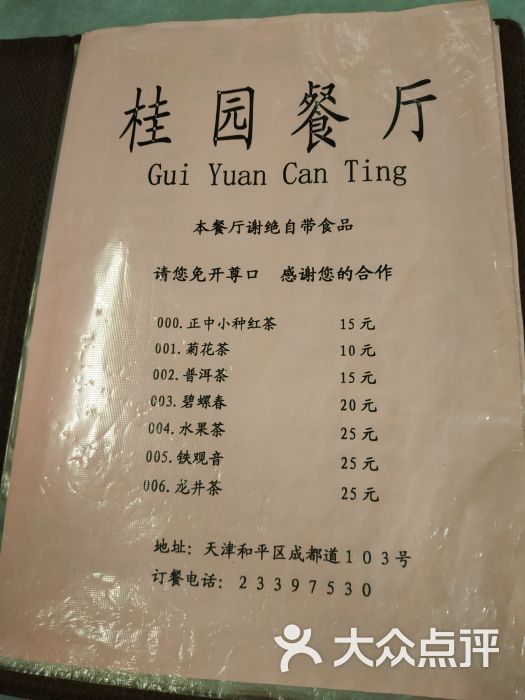 桂园餐厅
Gui Yuan Can Ting
本餐厅谢绝自带食品
请您免开尊口 感谢您的合作
000.正中小种红茶 15元
001.菊花茶 10元
002.普洱茶 15元
003.碧螺春 20元
004.水果茶 25元
005.铁观音 25元
006.龙井茶 25元
地址：天津和平区成都道103号
订餐电话：23397530
大众点评